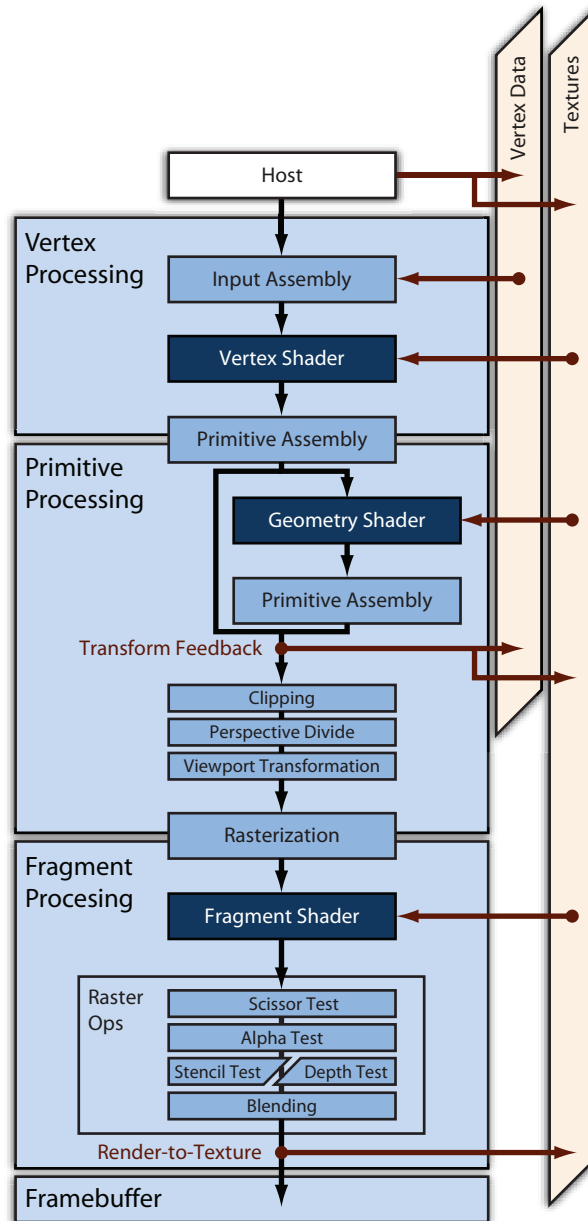 Vertex Data
Textures
Host
Vertex
Processing
Input Assembly
Vertex Shader
Primitive Assembly
Primitive
Processing
Geometry Shader
Primitive Assembly
Transform Feedback
Clipping
Perspective Divide
Viewport Transformation
Rasterization
Fragment
Procesing
Fragment Shader
Raster
Ops
Scissor Test
Alpha Test
Stencil Test
Depth Test
Blending
Render-to-Texture
Framebuffer